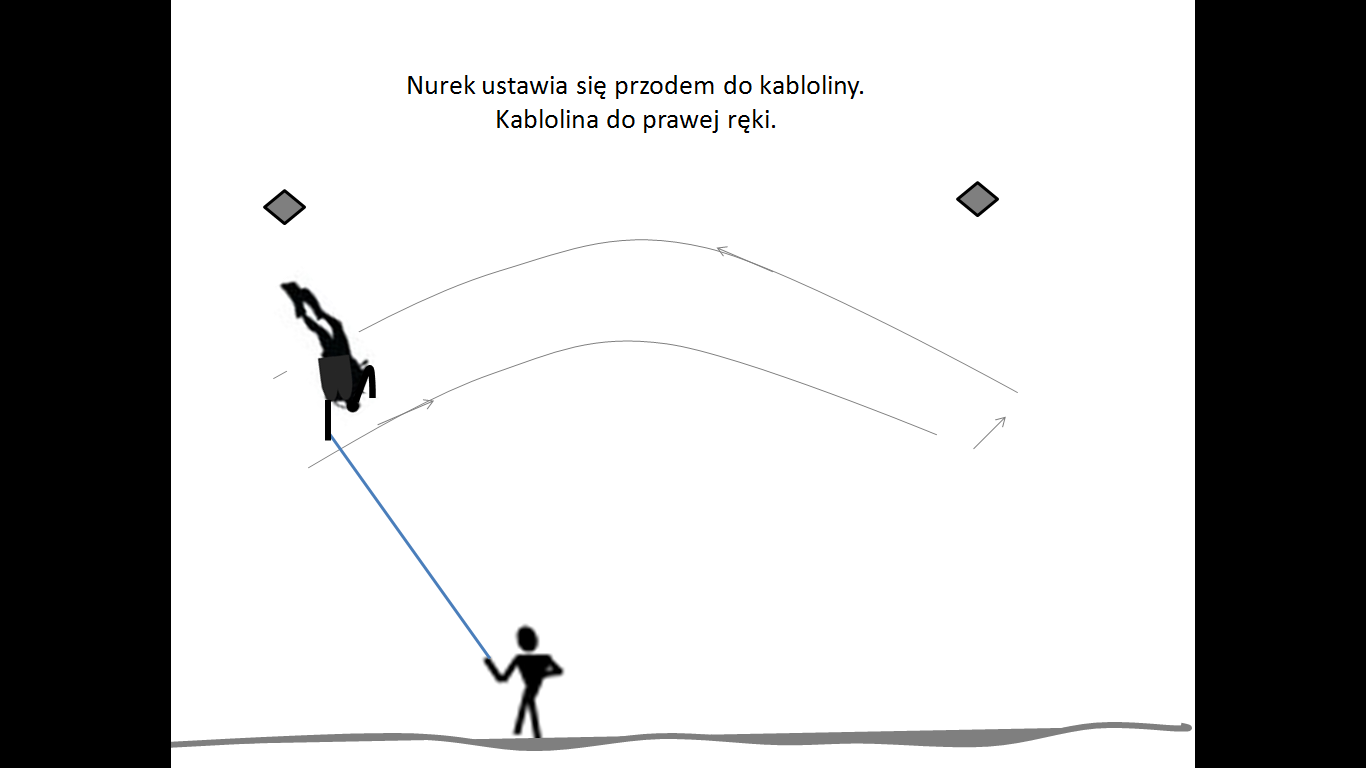 Nurek ustawia się przodem do kabloliny.
Kablolina do prawej ręki.